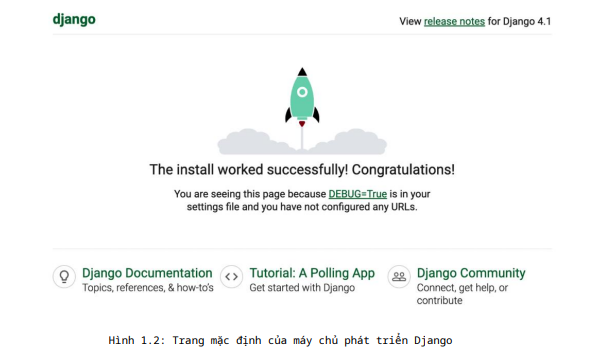 django
View release notes for Django 4.1
The install worked successfully! Congratulations!
You are seeing this page because DEBUG=True is in your
settings file and you have not configured any URLs.
Django Documentation
Topics, references, & how-to's
Tutorial: A Polling App
Get started with Django
Django Community
Connect, get help, or
contribute
Hình 1.2: Trang mặc định của máy chủ phát triển Django